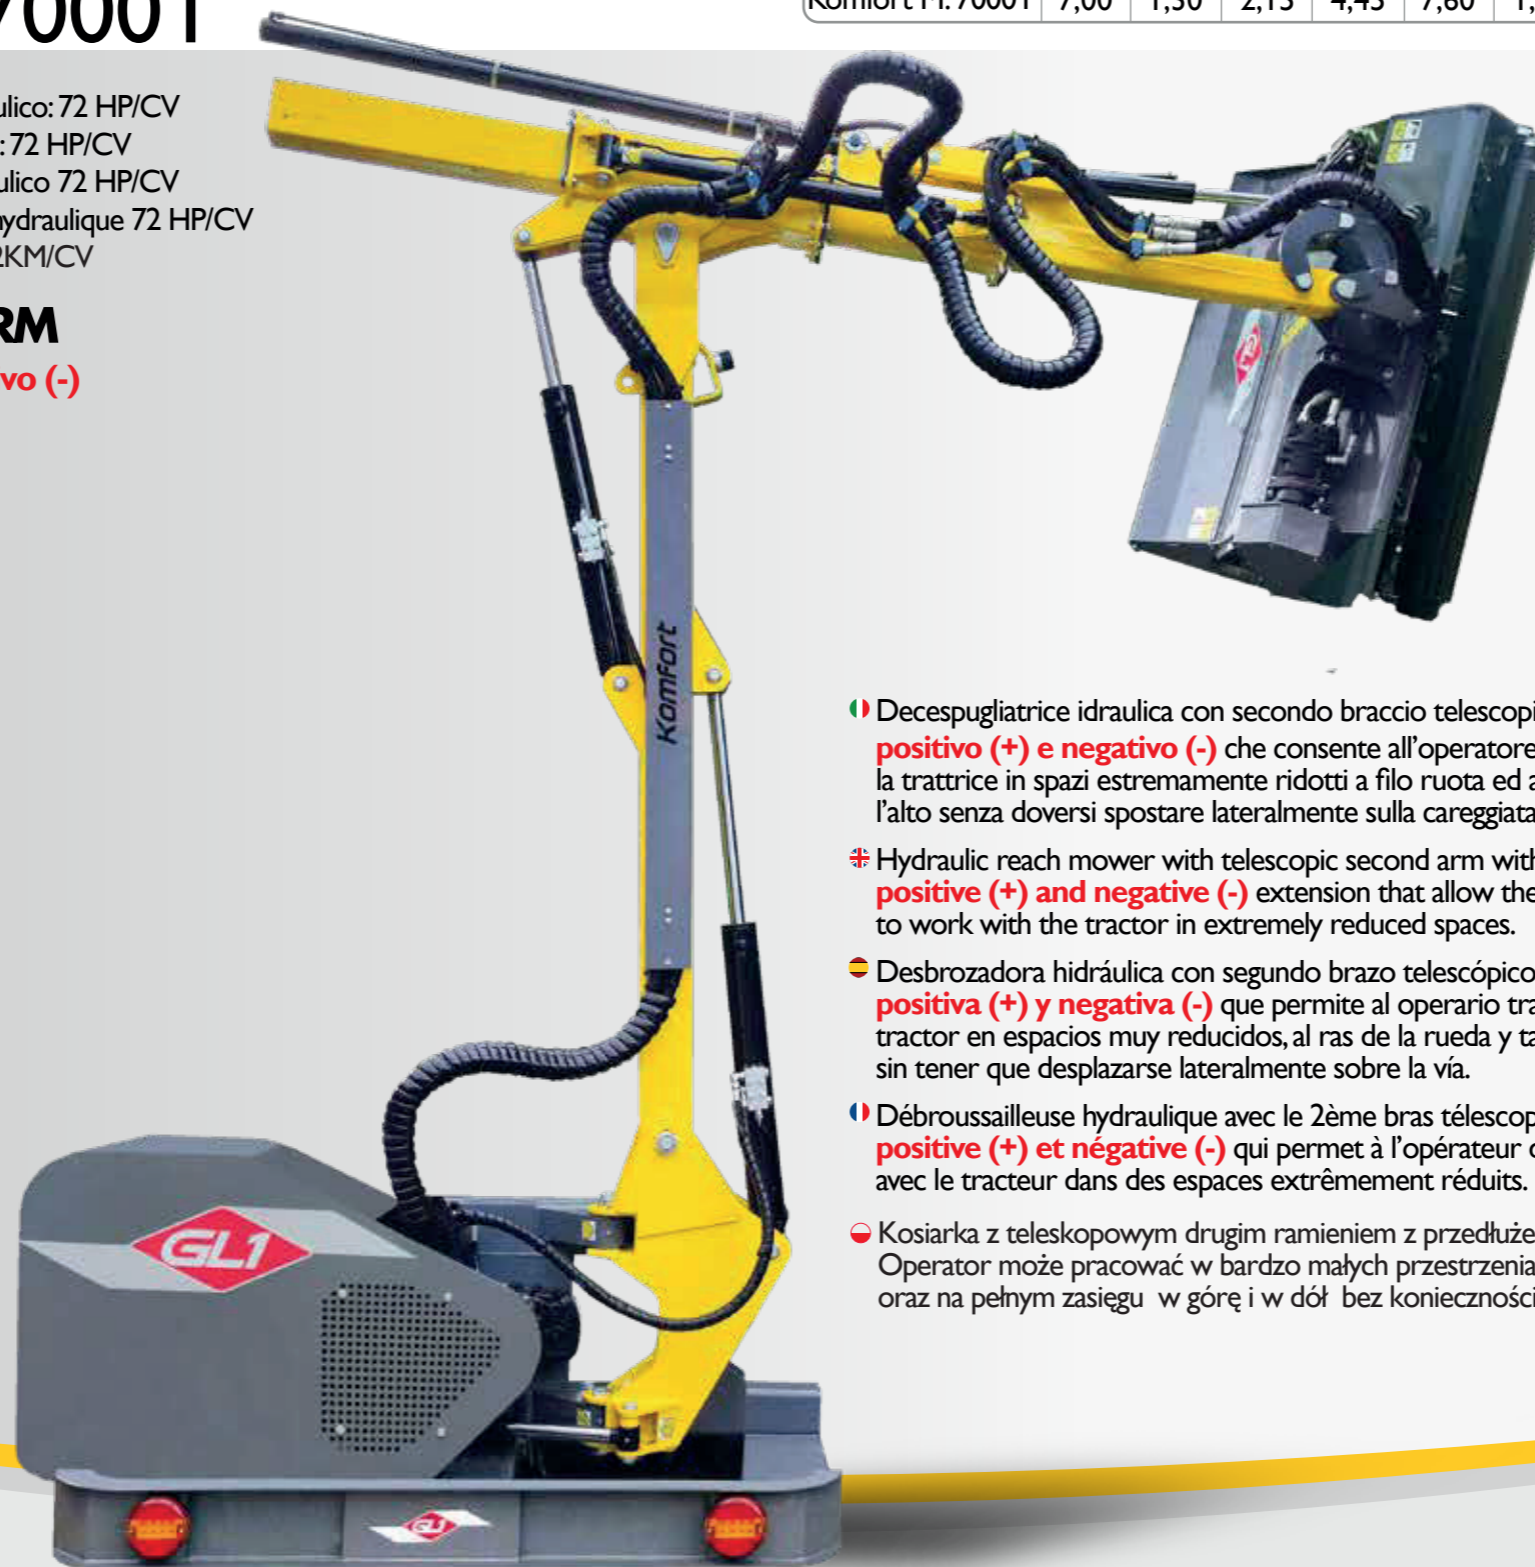 70001
Komfort M. 70001 7,00 1,50 2,15 4,45 7,60 1,
ulico: 72 HP/CV
: 72 HP/CV
ulico 72 HP/CV
hydraulique 72 HP/CV
2KM/CV
RM
vo (-)
Komfort
Decespugliatrice idraulica con secondo braccio telescopi
positivo (+) e negativo (-) che consente all'operatore
la trattrice in spazi estremamente ridotti a filo ruota ed a
l'alto senza doversi spostare lateralmente sulla careggiata
Hydraulic reach mower with telescopic second arm with
positive (+) and negative (-) extension that allow the
to work with the tractor in extremely reduced spaces.
Desbrozadora hidráulica con segundo brazo telescópico
positiva (+) y negativa (-) que permite al operario tra
tractor en espacios muy reducidos, al ras de la rueda y ta
sin tener que desplazarse lateralmente sobre la vía.
Débroussailleuse hydraulique avec le 2ème bras télescop
positive (+) et négative (-) qui permet à l'opérateur
avec le tracteur dans des espaces extrêmement réduits.
Kosiarka z teleskopowym drugim ramieniem z przedłuże
Operator może pracować w bardzo małych przestrzenia
oraz na pełnym zasięgu w górę i w dół bez konieczności
GL1
GL1